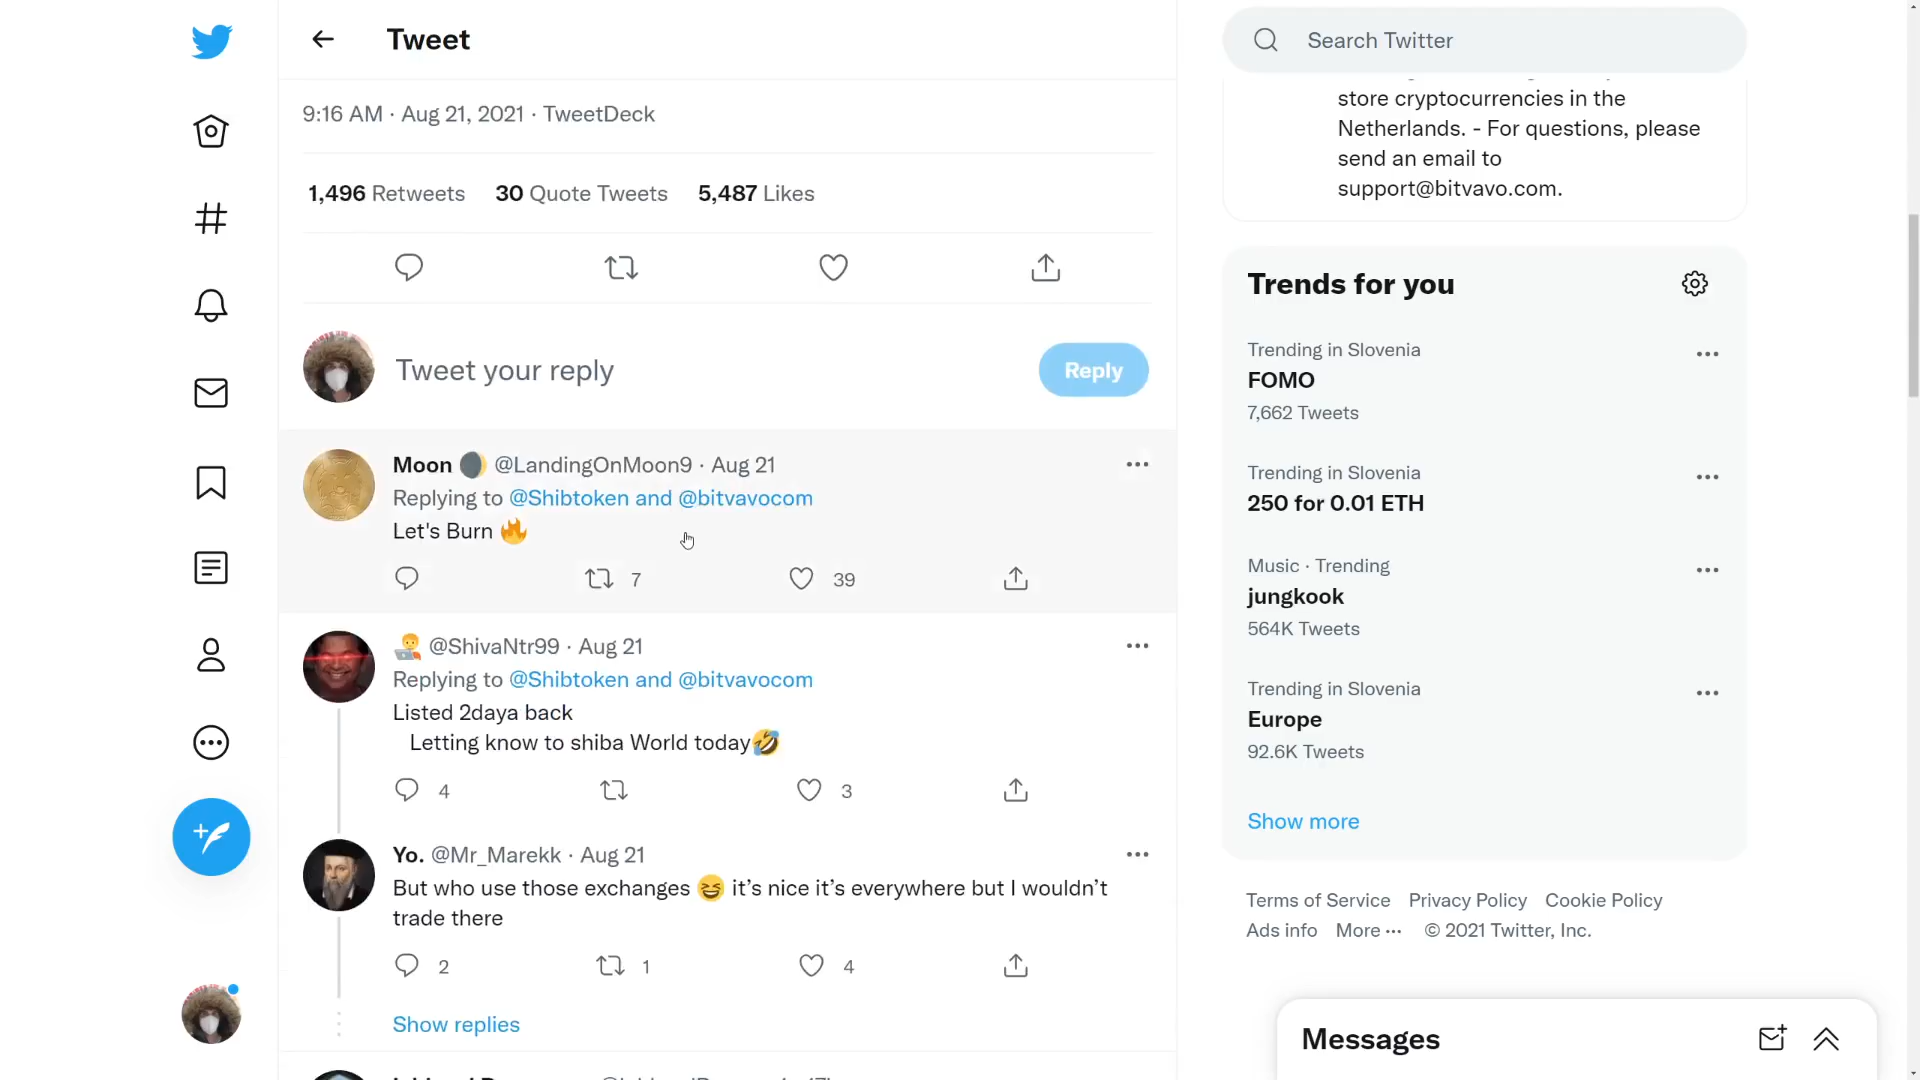 Tweet
9:16 AM · Aug 21, 2021 · TweetDeck
1,496 Retweets 30 Quote Tweets 5,487 Likes
Tweet your reply
Reply
Moon 🌒 @LandingOnMoon9 · Aug 21
Replying to @Shibtoken and @bitvavocom
Let's Burn 🔥
7 39
🧑‍💻 @ShivaNtr99 · Aug 21
Replying to @Shibtoken and @bitvavocom
Listed 2daya back
Letting know to shiba World today🤣
4 3
Yo. @Mr_Marekk · Aug 21
But who use those exchanges 😆 it’s nice it’s everywhere but I wouldn’t
trade there
2 1 4
Show replies
Search Twitter
store cryptocurrencies in the
Netherlands. - For questions, please
send an email to
support@bitvavo.com.
Trends for you
Trending in Slovenia
FOMO
7,662 Tweets
Trending in Slovenia
250 for 0.01 ETH
Music · Trending
jungkook
564K Tweets
Trending in Slovenia
Europe
92.6K Tweets
Show more
Terms of Service Privacy Policy Cookie Policy
Ads info More ··· © 2021 Twitter, Inc.
Messages